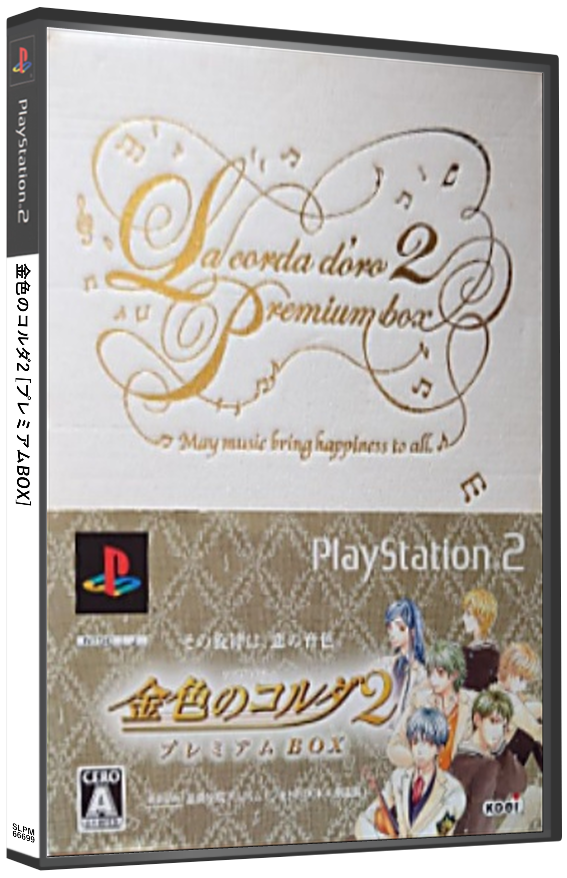 PlayStation 2
金色のコルダ2 [プレミアムBOX]
SLPM
66699
La corda d'oro 2
Premium box
May music bring happiness to all.
PlayStation 2
その旋律は、恋の音色。
金色のコルダ2
プレミアムBOX
CERO
A
KOEI